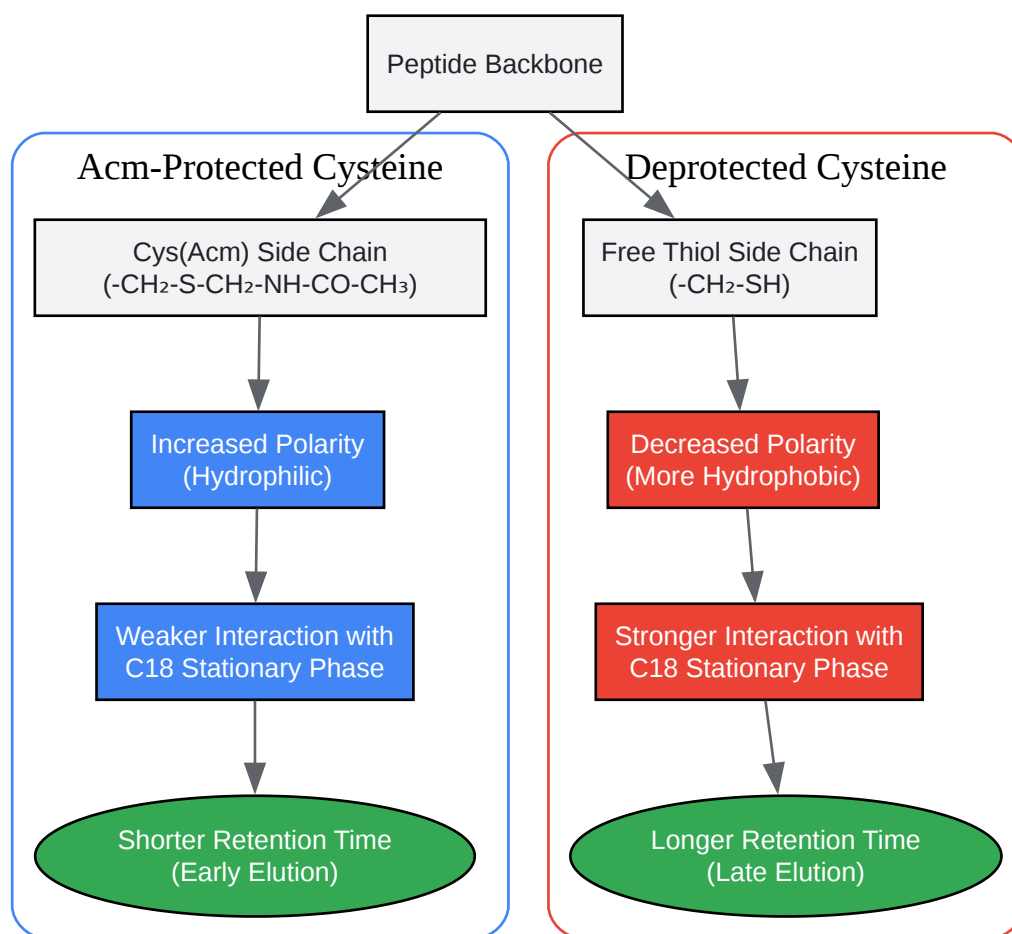 Peptide Backbone
Acm-Protected Cysteine
Cys(Acm) Side Chain
(-CH₂-S-CH₂-NH-CO-CH₃)
Increased Polarity
(Hydrophilic)
Weaker Interaction with
C18 Stationary Phase
Shorter Retention Time
(Early Elution)
Deprotected Cysteine
Free Thiol Side Chain
(-CH₂-SH)
Decreased Polarity
(More Hydrophobic)
Stronger Interaction with
C18 Stationary Phase
Longer Retention Time
(Late Elution)